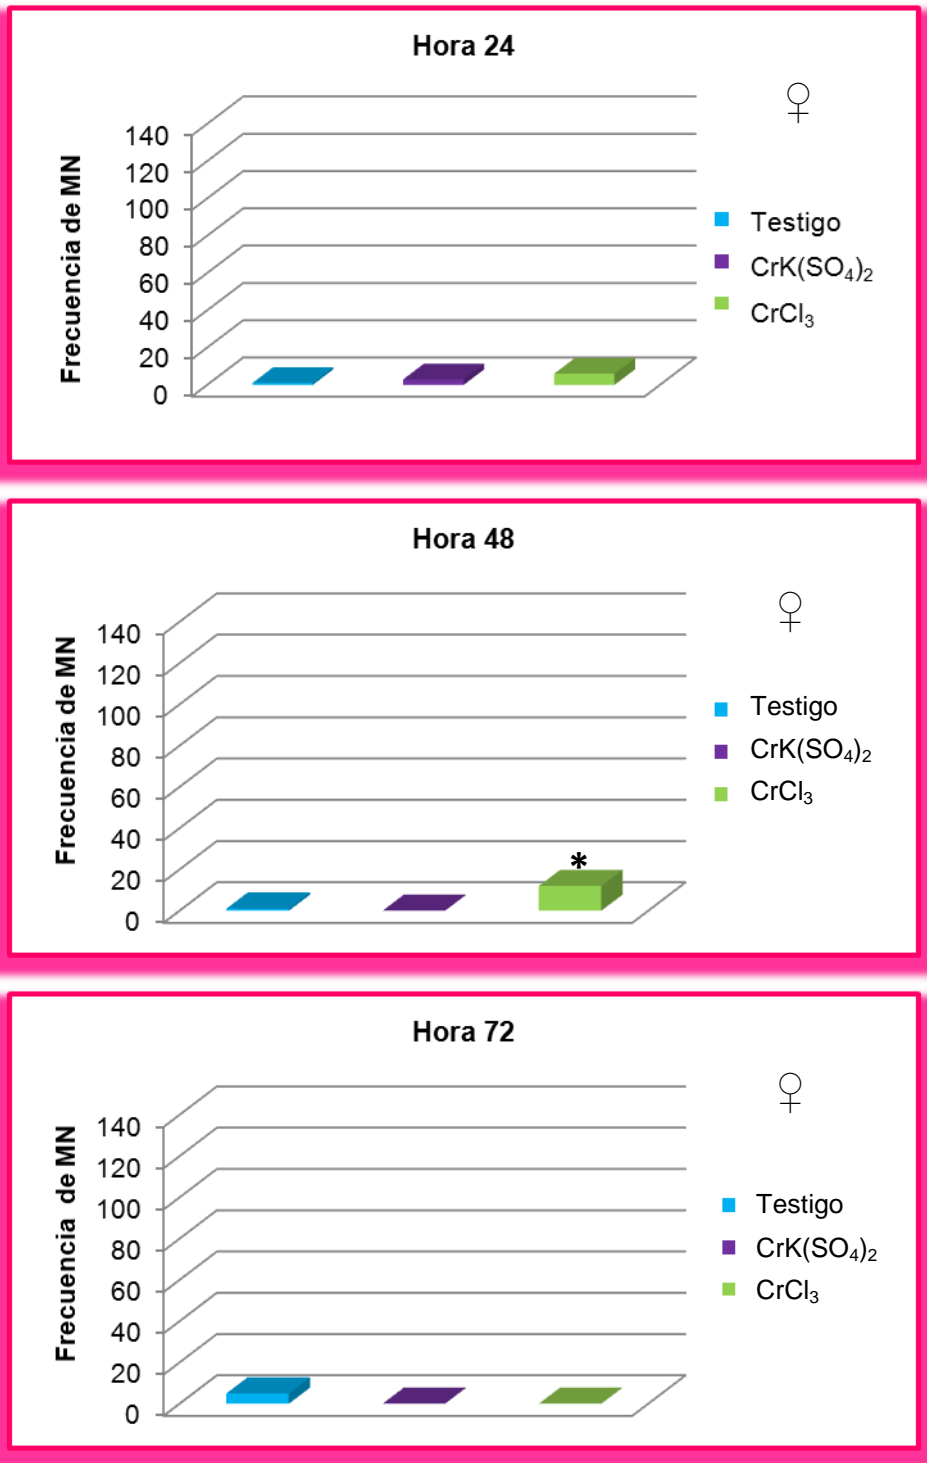 Hora 24
♀
Frecuencia de MN
140
120
100
80
60
40
20
0
Testigo
CrK(SO₄)₂
CrCl₃
Hora 48
♀
Frecuencia de MN
140
120
100
80
60
40
20
0
*
Testigo
CrK(SO₄)₂
CrCl₃
Hora 72
♀
Frecuencia de MN
140
120
100
80
60
40
20
0
Testigo
CrK(SO₄)₂
CrCl₃